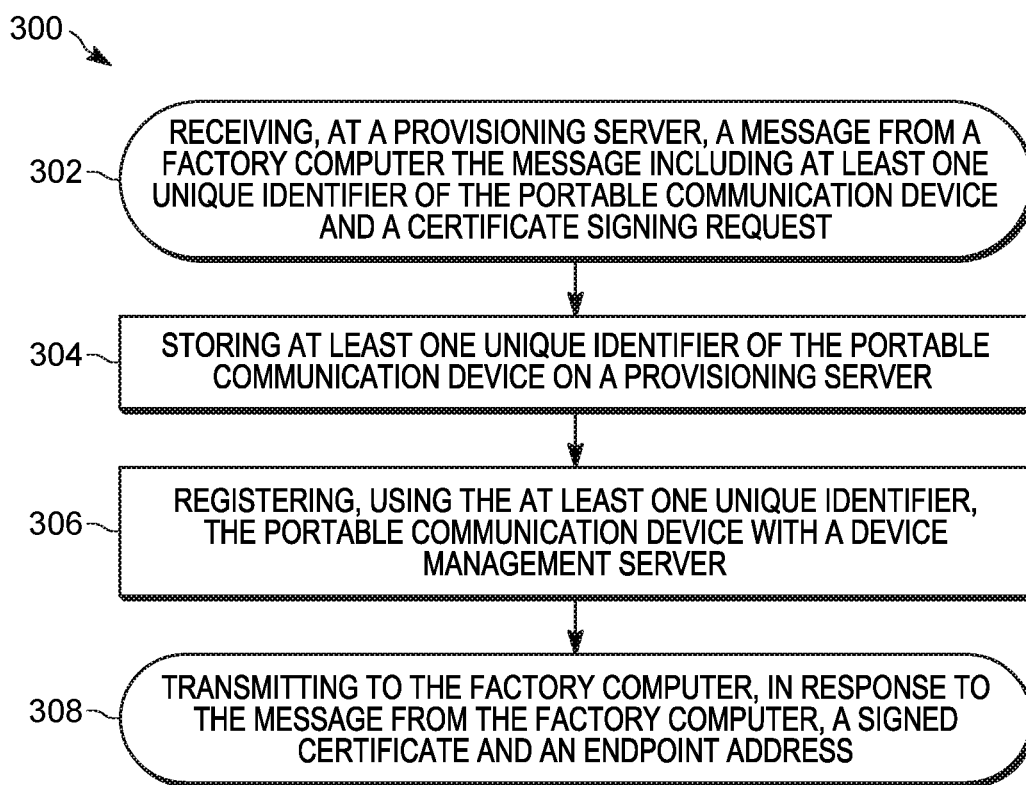 300
302
RECEIVING, AT A PROVISIONING SERVER, A MESSAGE FROM A
FACTORY COMPUTER THE MESSAGE INCLUDING AT LEAST ONE
UNIQUE IDENTIFIER OF THE PORTABLE COMMUNICATION DEVICE
AND A CERTIFICATE SIGNING REQUEST
304
STORING AT LEAST ONE UNIQUE IDENTIFIER OF THE PORTABLE
COMMUNICATION DEVICE ON A PROVISIONING SERVER
306
REGISTERING, USING THE AT LEAST ONE UNIQUE IDENTIFIER,
THE PORTABLE COMMUNICATION DEVICE WITH A DEVICE
MANAGEMENT SERVER
308
TRANSMITTING TO THE FACTORY COMPUTER, IN RESPONSE TO
THE MESSAGE FROM THE FACTORY COMPUTER, A SIGNED
CERTIFICATE AND AN ENDPOINT ADDRESS